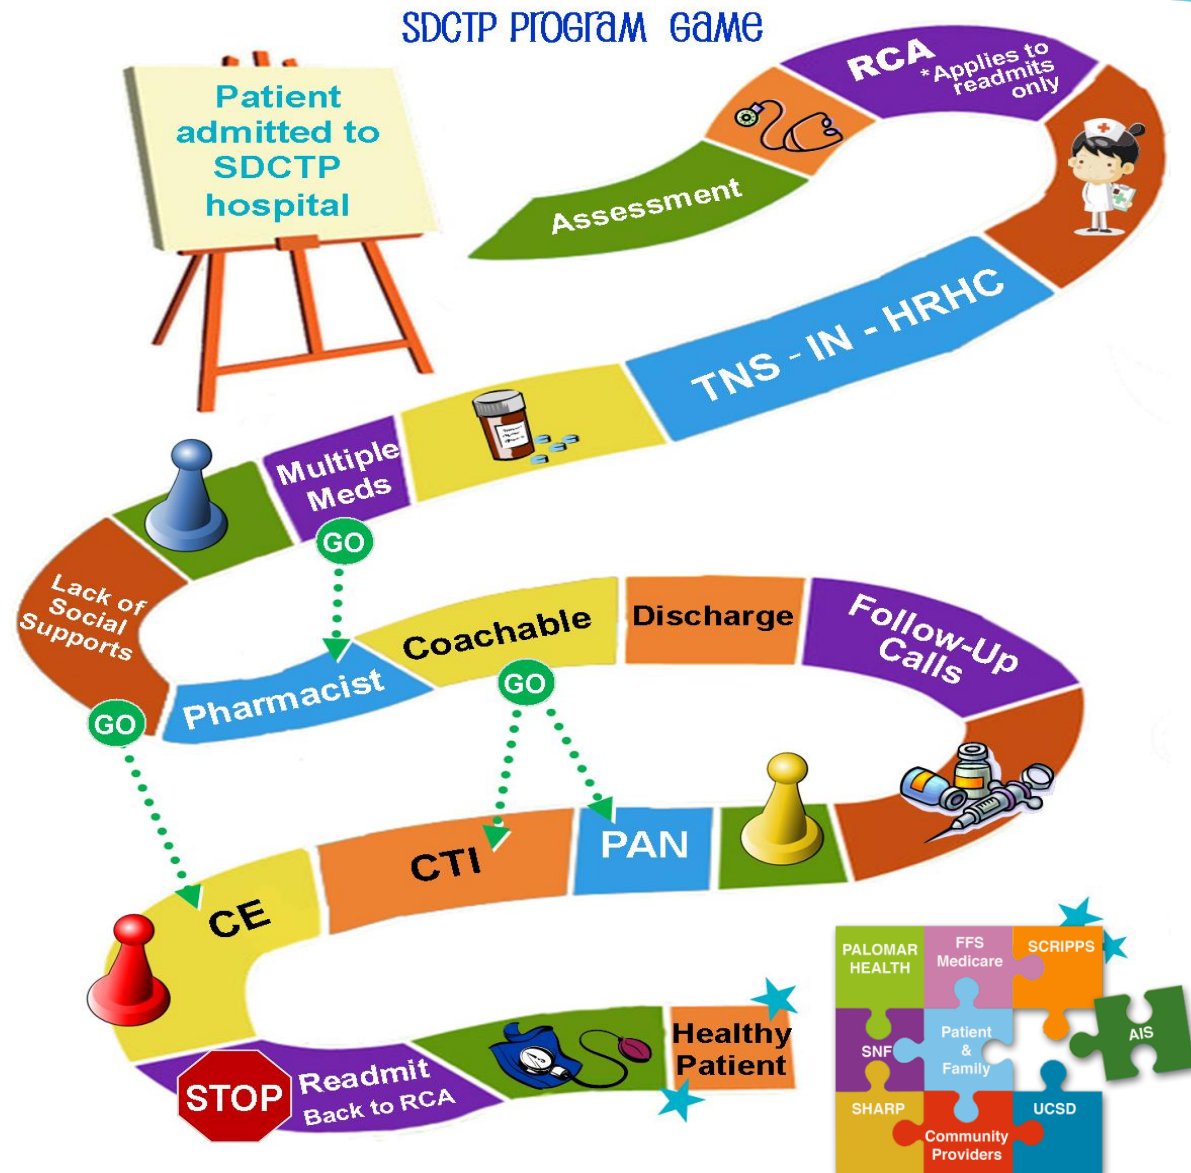 SDCTP PROGRAM GAME
Patient
admitted to
SDCTP
hospital
RCA
*Applies to
readmits
only
Assessment
TNS - IN - HRHC
Multiple
Meds
GO
Lack of
Social
Supports
GO
Pharmacist
Coachable
GO
Discharge
Follow-Up
Calls
PAN
CTI
CE
STOP
Readmit
Back to RCA
Healthy
Patient
PALOMAR
HEALTH
FFS
Medicare
SCRIPPS
SNF
Patient
&
Family
AIS
SHARP
Community
Providers
UCSD